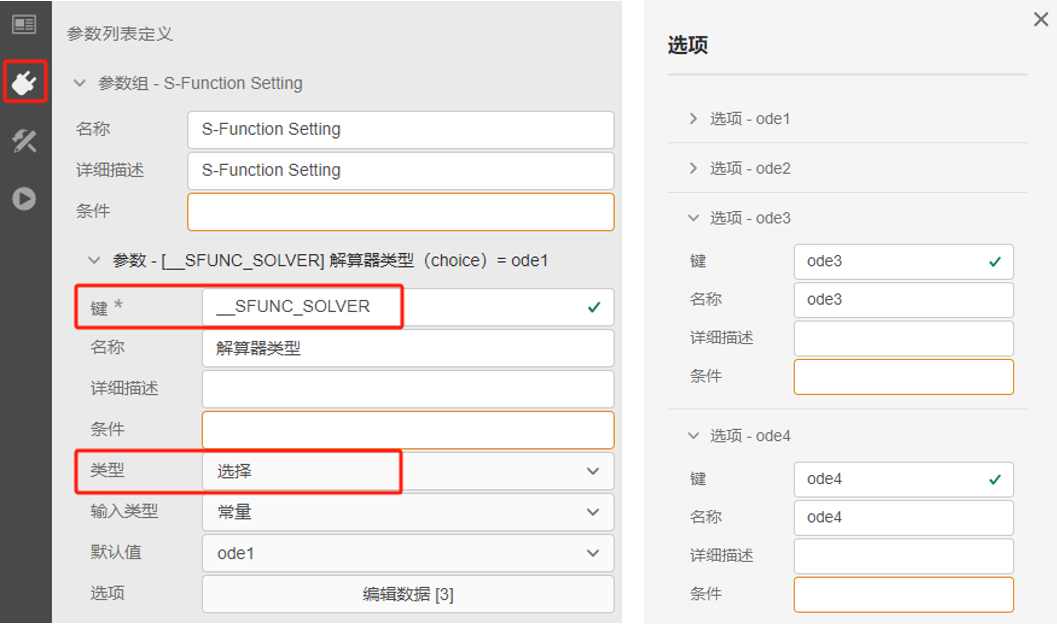 参数列表定义
参数组 - S-Function Setting
名称 S-Function Setting
详细描述 S-Function Setting
条件
参数 - [__SFUNC_SOLVER] 解算器类型（choice）= ode1
键 * __SFUNC_SOLVER
名称 解算器类型
详细描述
条件
类型 选择
输入类型 常量
默认值 ode1
选项 编辑数据 [3]
选项
选项 - ode1
选项 - ode2
选项 - ode3
键 ode3
名称 ode3
详细描述
条件
选项 - ode4
键 ode4
名称 ode4
详细描述
条件